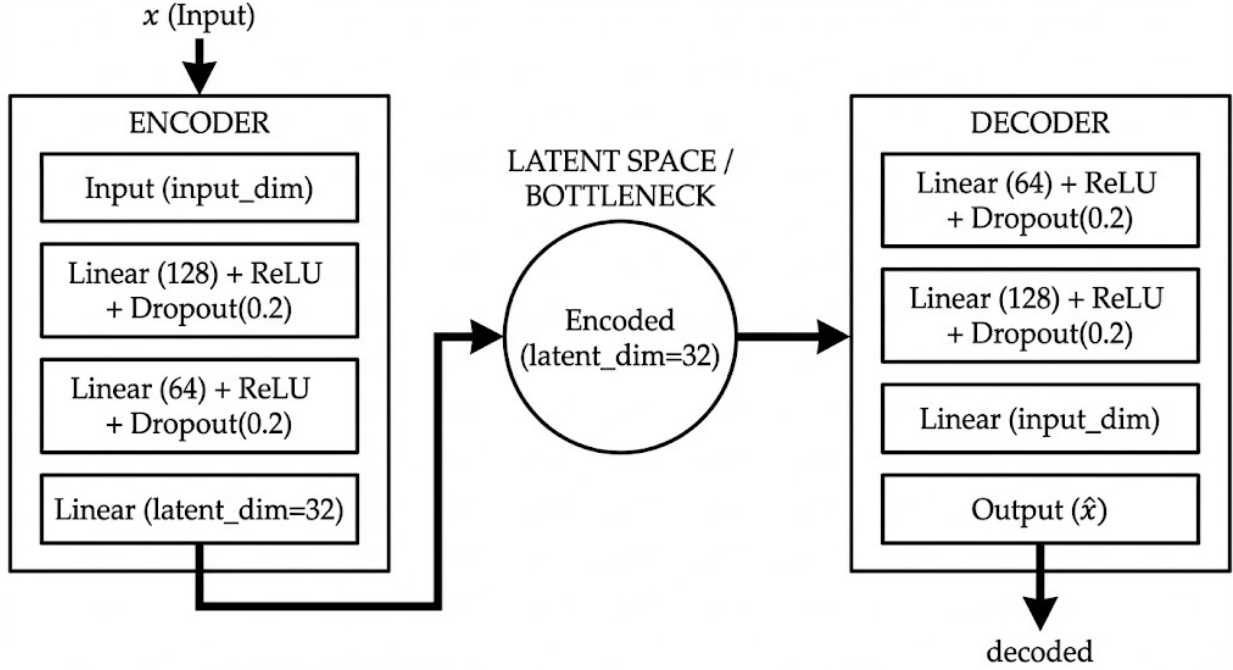 x (Input)
ENCODER
Input (input_dim)
Linear (128) + ReLU
+ Dropout(0.2)
Linear (64) + ReLU
+ Dropout(0.2)
Linear (latent_dim=32)
LATENT SPACE /
BOTTLENECK
Encoded
(latent_dim=32)
DECODER
Linear (64) + ReLU
+ Dropout(0.2)
Linear (128) + ReLU
+ Dropout(0.2)
Linear (input_dim)
Output (x̂)
decoded